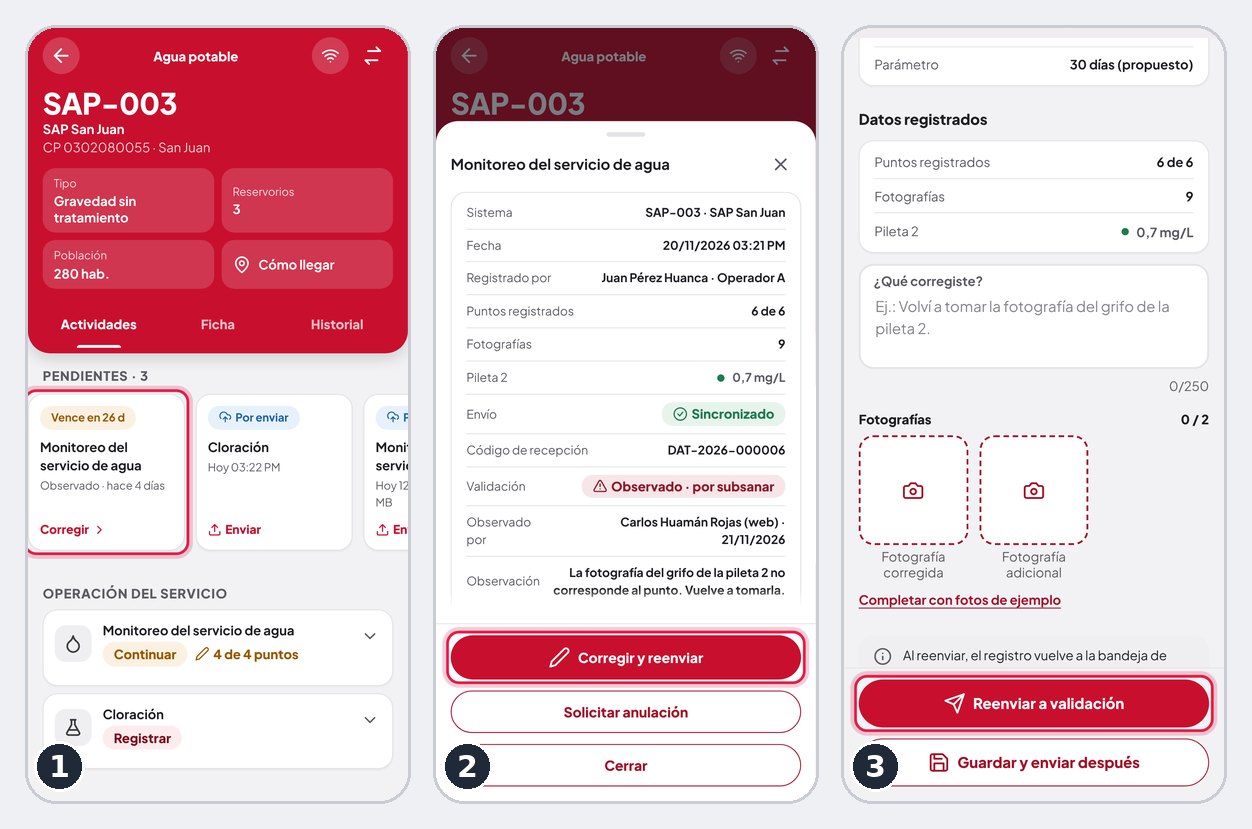 Agua potable
SAP-003
SAP San Juan
CP 0302080055 · San Juan
Tipo
Gravedad sin
tratamiento
Reservorios
3
Población
280 hab.
Cómo llegar
Actividades
Ficha
Historial
PENDIENTES · 3
Vence en 26 d
Monitoreo del
servicio de agua
Observado · hace 4 días
Corregir
Por enviar
Cloración
Hoy 03:22 PM
Enviar
Hoy 12
MB
OPERACIÓN DEL SERVICIO
Monitoreo del servicio de agua
Continuar
4 de 4 puntos
Cloración
Registrar
1
Agua potable
SAP-003
Monitoreo del servicio de agua
Sistema
SAP-003 · SAP San Juan
Fecha
20/11/2026 03:21 PM
Registrado por
Juan Pérez Huanca · Operador A
Puntos registrados
6 de 6
Fotografías
9
Pileta 2
0,7 mg/L
Envío
Sincronizado
Código de recepción
DAT-2026-000006
Validación
Observado · por subsanar
Observado
por
Carlos Huamán Rojas (web) ·
21/11/2026
Observación
La fotografía del grifo de la pileta 2 no
corresponde al punto. Vuelve a tomarla.
Corregir y reenviar
Solicitar anulación
Cerrar
2
Parámetro
30 días (propuesto)
Datos registrados
Puntos registrados
6 de 6
Fotografías
9
Pileta 2
0,7 mg/L
¿Qué corregiste?
Ej.: Volví a tomar la fotografía del grifo de la
pileta 2.
0/250
Fotografías
0 / 2
Fotografía
corregida
Fotografía
adicional
Completar con fotos de ejemplo
Al reenviar, el registro vuelve a la bandeja de
Reenviar a validación
Guardar y enviar después
3